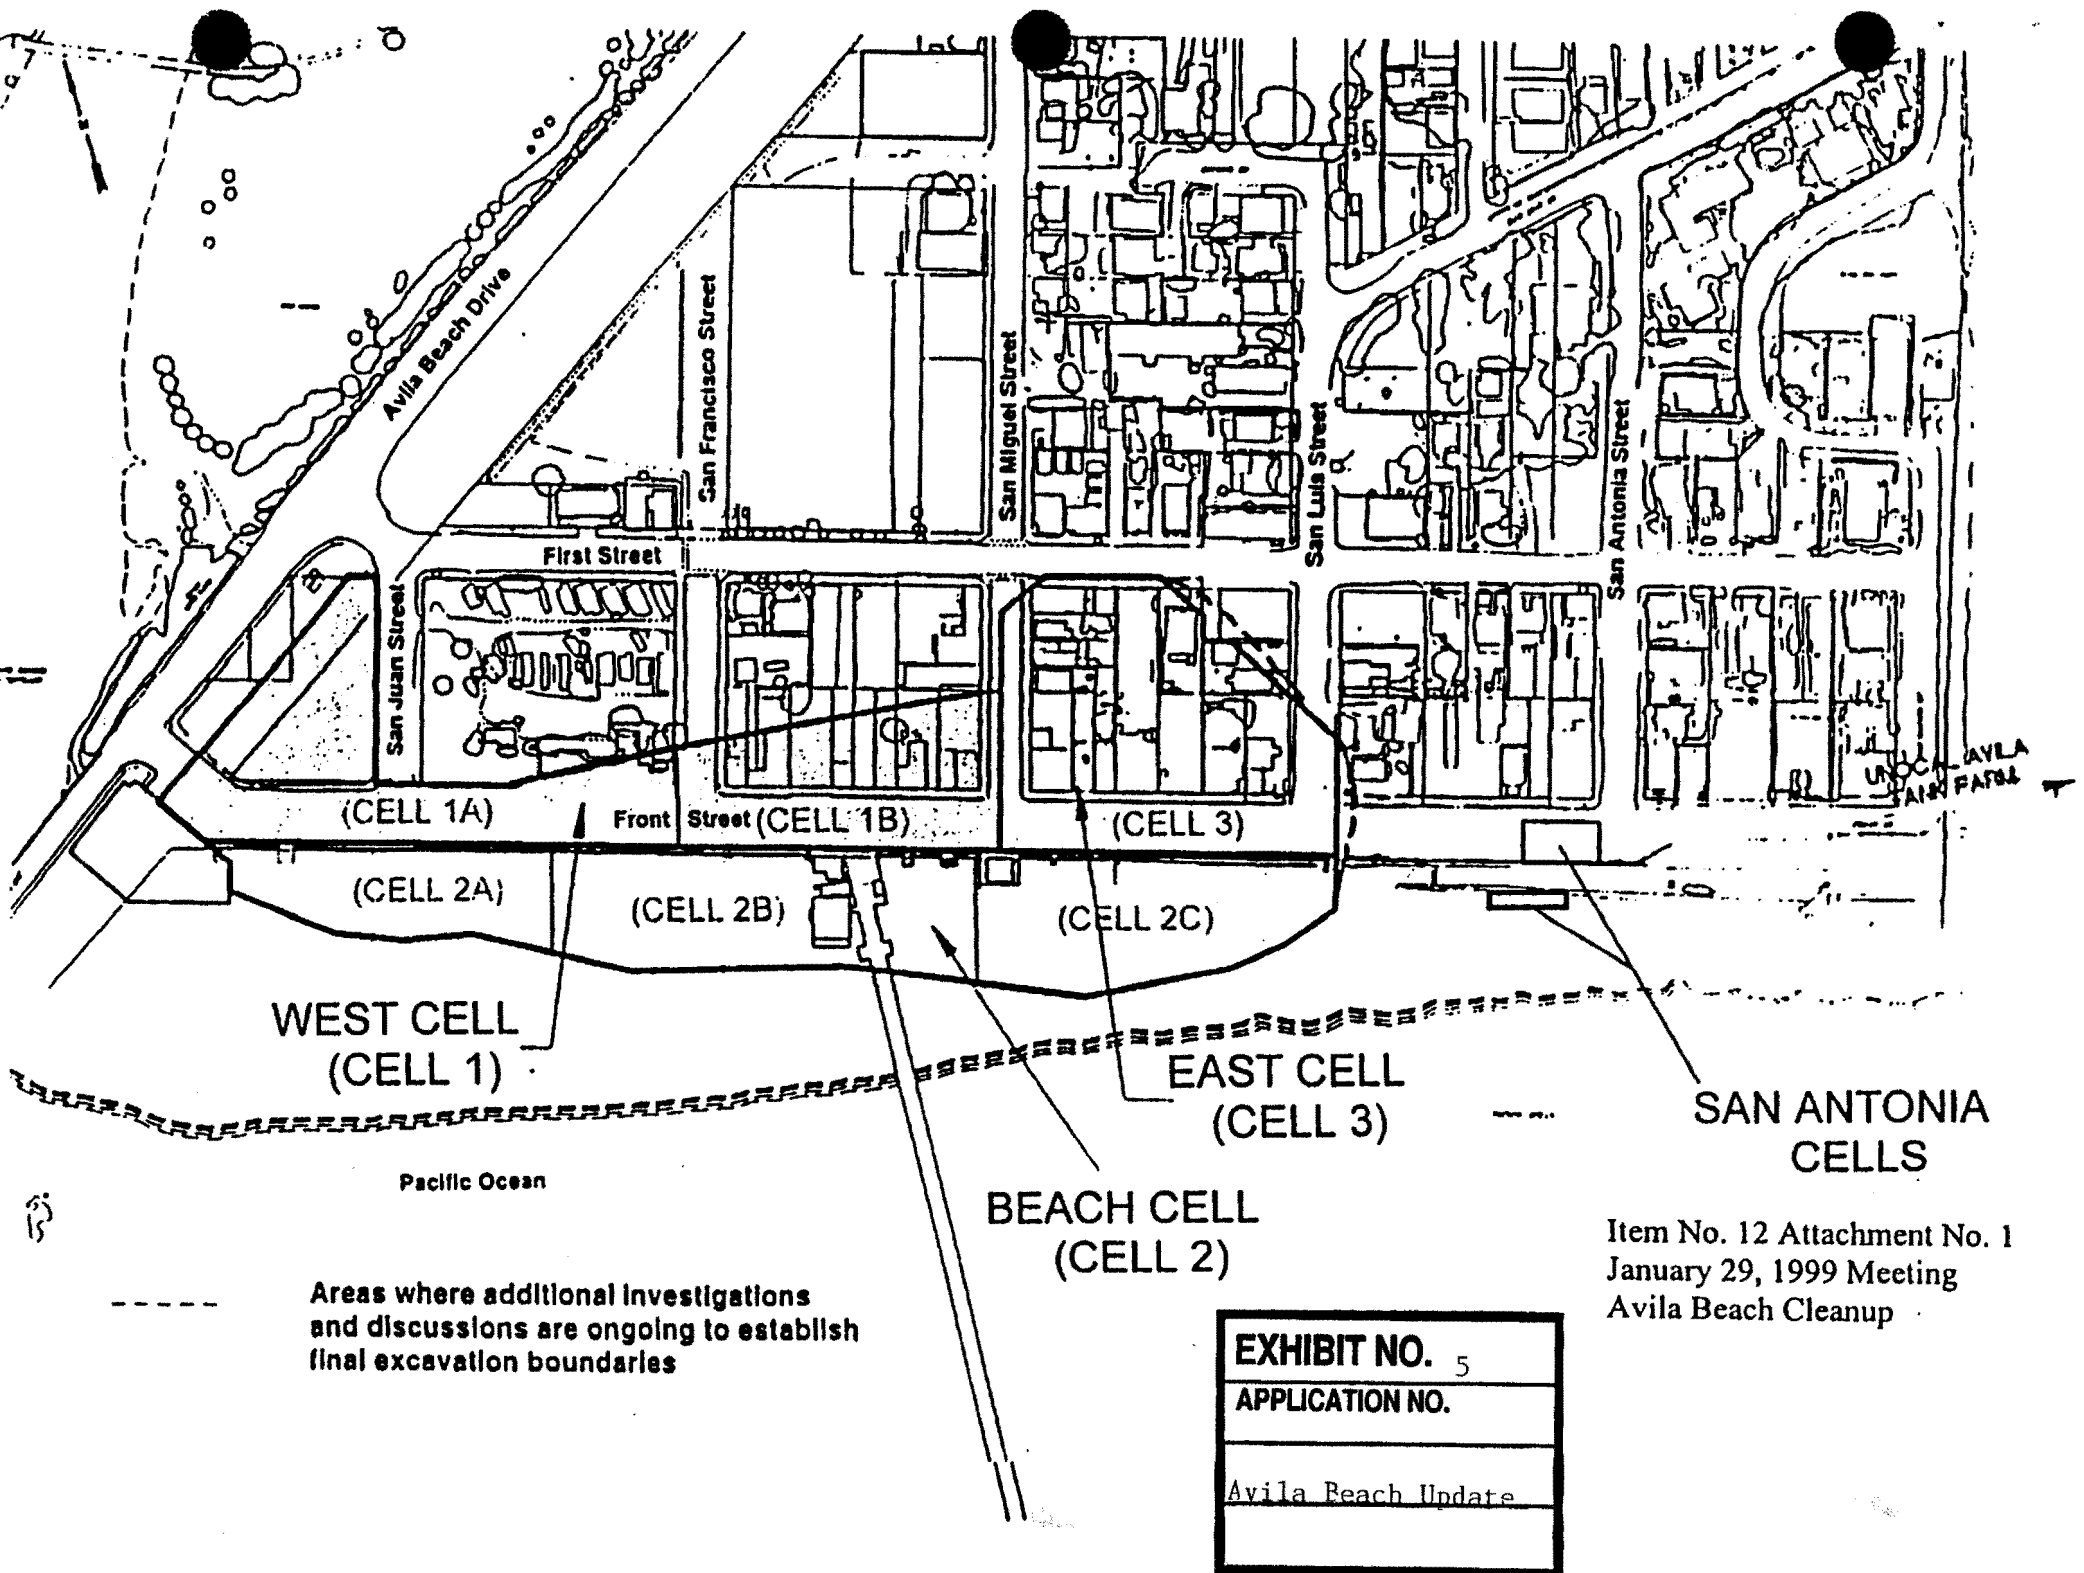 Avila Beach Drive
San Francisco Street
San Miguel Street
San Luis Street
San Antonia Street
First Street
San Juan Street
AVILA
(CELL 1A)
Front Street
(CELL 1B)
(CELL 3)
(CELL 2A)
(CELL 2B)
(CELL 2C)
WEST CELL
(CELL 1)
EAST CELL
(CELL 3)
SAN ANTONIA
CELLS
Pacific Ocean
BEACH CELL
(CELL 2)
Item No. 12 Attachment No. 1
January 29, 1999 Meeting
Avila Beach Cleanup
Areas where additional investigations
and discussions are ongoing to establish
final excavation boundaries
EXHIBIT NO. 5
APPLICATION NO.
Avila Beach Update